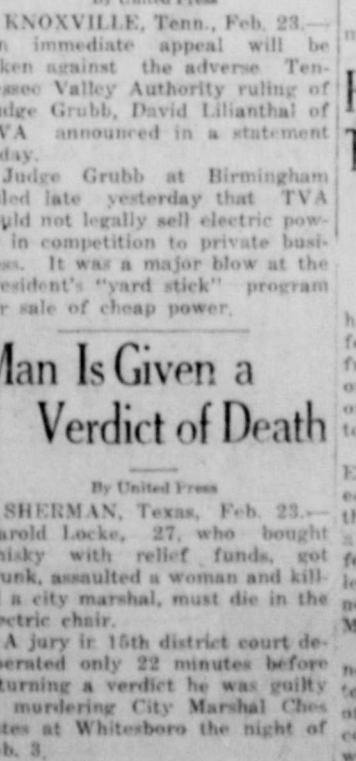 By United Press
KNOXVILLE, Tenn., Feb. 23.—
n immediate appeal will be
ken against the adverse Ten-
ssee Valley Authority ruling of
dge Grubb, David Lilianthal of
VA announced in a statement
day.
Judge Grubb at Birmingham
led late yesterday that TVA
uld not legally sell electric pow-
in competition to private busi-
ss. It was a major blow at the
esident's "yard stick" program
r sale of cheap power.
Man Is Given a
Verdict of Death
By United Press
SHERMAN, Texas, Feb. 23.—
arold Locke, 27, who bought
hisky with relief funds, got
unk, assaulted a woman and kill-
a city marshal, must die in the
ectric chair.
A jury in 15th district court de-
berated only 22 minutes before
turning a verdict he was guilty
murdering City Marshal Ches
tes at Whitesboro the night of
b. 3.